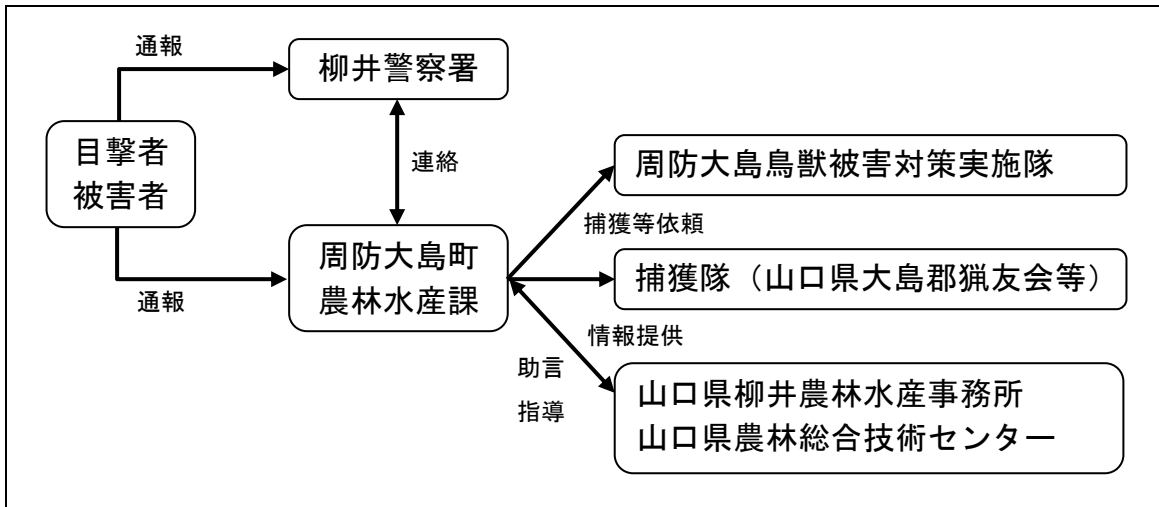 通報
柳井警察署
目撃者
被害者
連絡
通報
周防大島町
農林水産課
周防大島鳥獣被害対策実施隊
捕獲等依頼
捕獲隊（山口県大島郡猟友会等）
情報提供
助言
指導
山口県柳井農林水産事務所
山口県農林総合技術センター